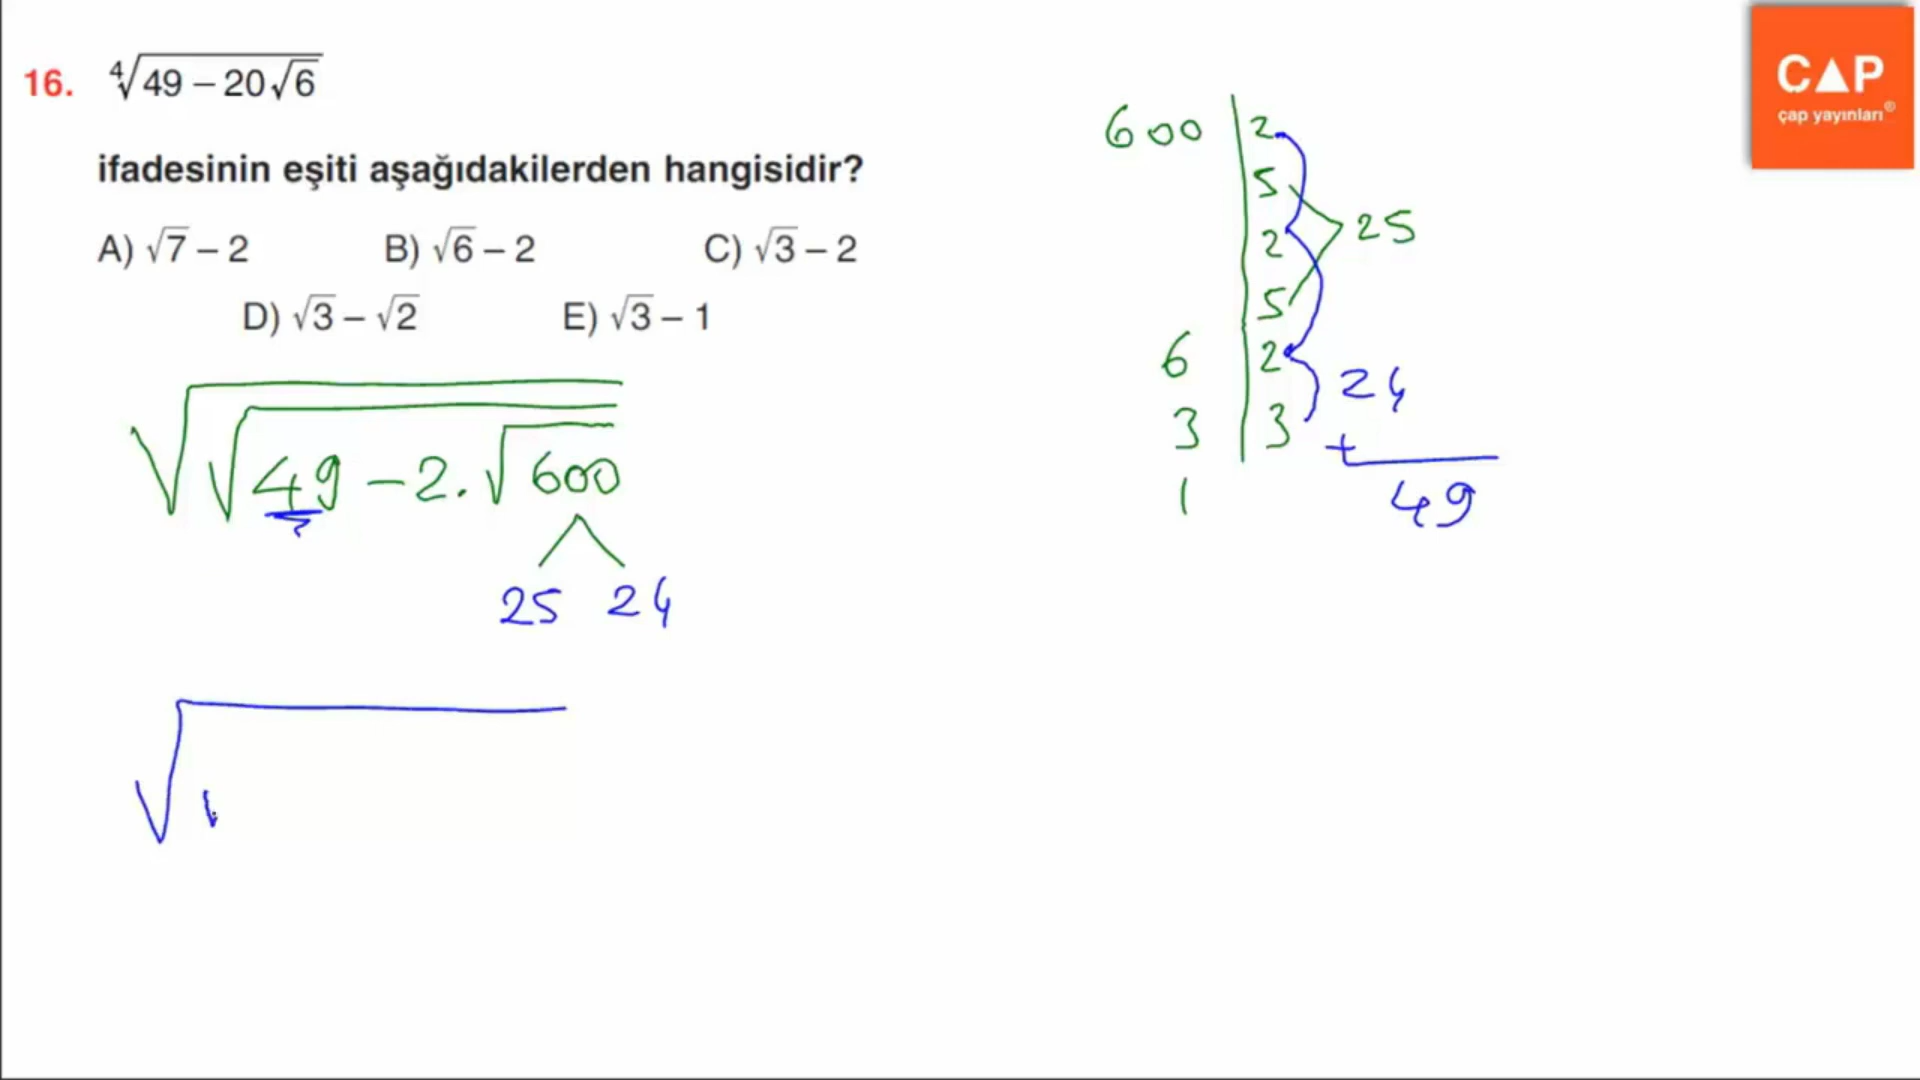 16. ⁴√(49 – 20√6)
ifadesinin eşiti aşağıdakilerden hangisidir?
A) √7 – 2 B) √6 – 2 C) √3 – 2
D) √3 – √2 E) √3 – 1
√√(49 – 2.√600)
25 24
√
600 | 2
5
2
5
25
6 | 2
3 | 3
1
24
+
49
ÇAP
çap yayınları®